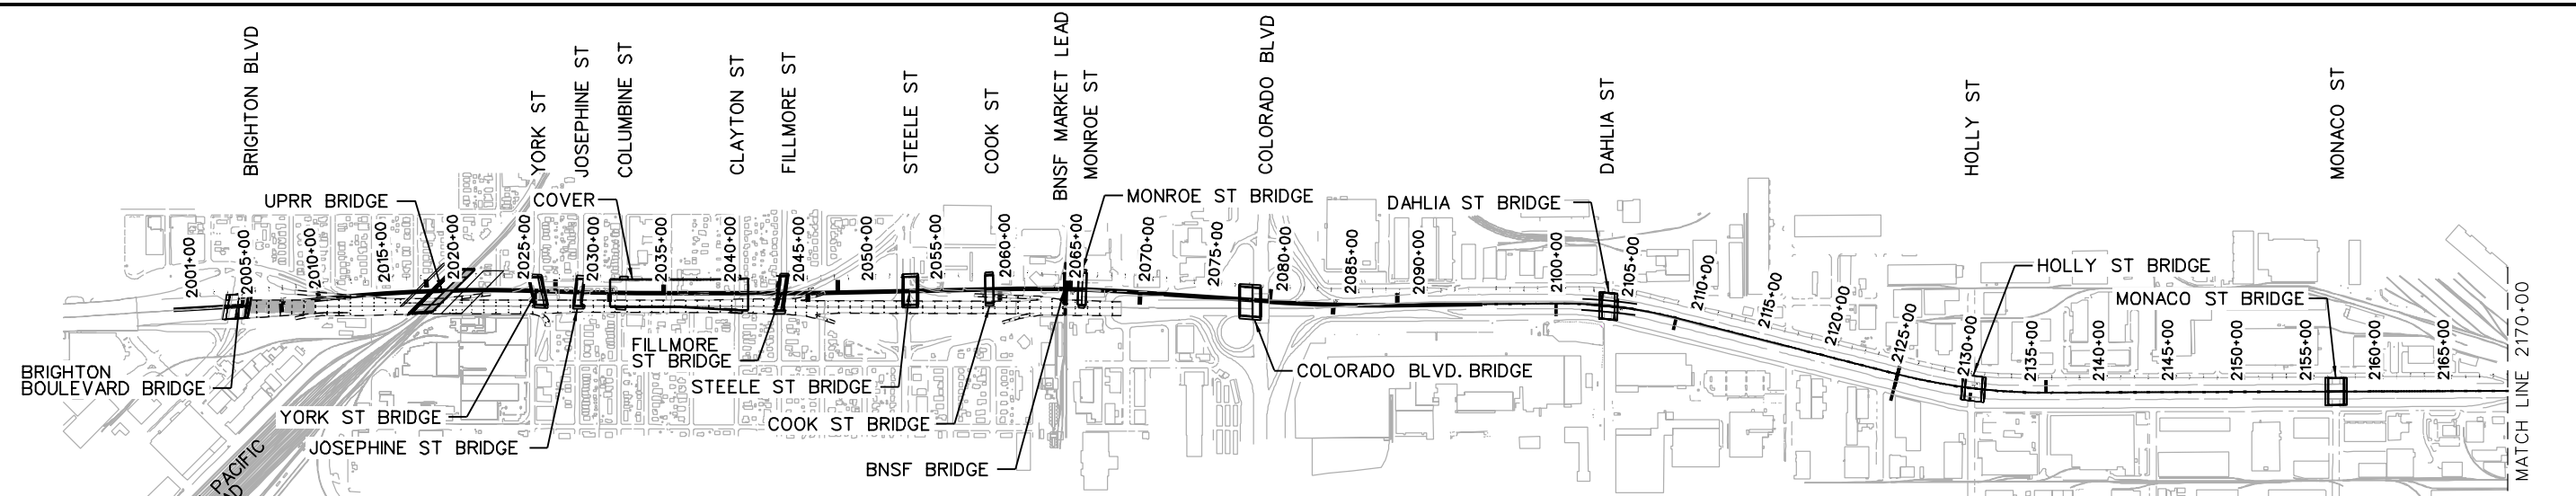 BRIGHTON BLVD
YORK ST
JOSEPHINE ST
COLUMBINE ST
CLAYTON ST
FILLMORE ST
STEELE ST
COOK ST
BNSF MARKET LEAD
MONROE ST
COLORADO BLVD
DAHLIA ST
HOLLY ST
MONACO ST
UPRR BRIDGE
COVER
MONROE ST BRIDGE
DAHLIA ST BRIDGE
HOLLY ST BRIDGE
MONACO ST BRIDGE
2001+00
2005+00
2010+00
2015+00
2020+00
2025+00
2030+00
2035+00
2040+00
2045+00
2050+00
2055+00
2060+00
2065+00
2070+00
2075+00
2080+00
2085+00
2090+00
2100+00
2105+00
2110+00
2115+00
2120+00
2125+00
2130+00
2135+00
2140+00
2145+00
2150+00
2155+00
2160+00
2165+00
MATCH LINE 2170+00
BRIGHTON
BOULEVARD BRIDGE
YORK ST BRIDGE
JOSEPHINE ST BRIDGE
FILLMORE
ST BRIDGE
STEELE ST BRIDGE
COOK ST BRIDGE
BNSF BRIDGE
COLORADO BLVD. BRIDGE
PACIFIC